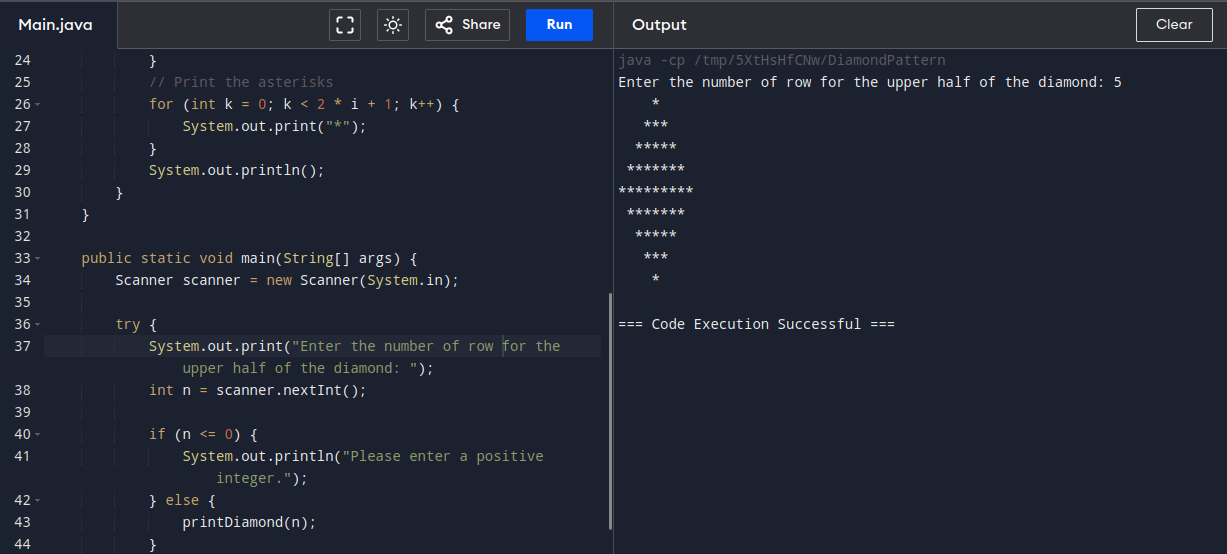 Main.java
Share
Run
24 }
25 // Print the asterisks
26 for (int k = 0; k < 2 * i + 1; k++) {
27 System.out.print("*");
28 }
29 System.out.println();
30 }
31 }
32
33 public static void main(String[] args) {
34 Scanner scanner = new Scanner(System.in);
35
36 try {
37 System.out.print("Enter the number of row for the
upper half of the diamond: ");
38 int n = scanner.nextInt();
39
40 if (n <= 0) {
41 System.out.println("Please enter a positive
integer.");
42 } else {
43 printDiamond(n);
44 }
Output
Clear
java -cp /tmp/5XtHsHfCNw/DiamondPattern
Enter the number of row for the upper half of the diamond: 5
    *
   ***
  *****
 *******
*********
 *******
  *****
   ***
    *
=== Code Execution Successful ===